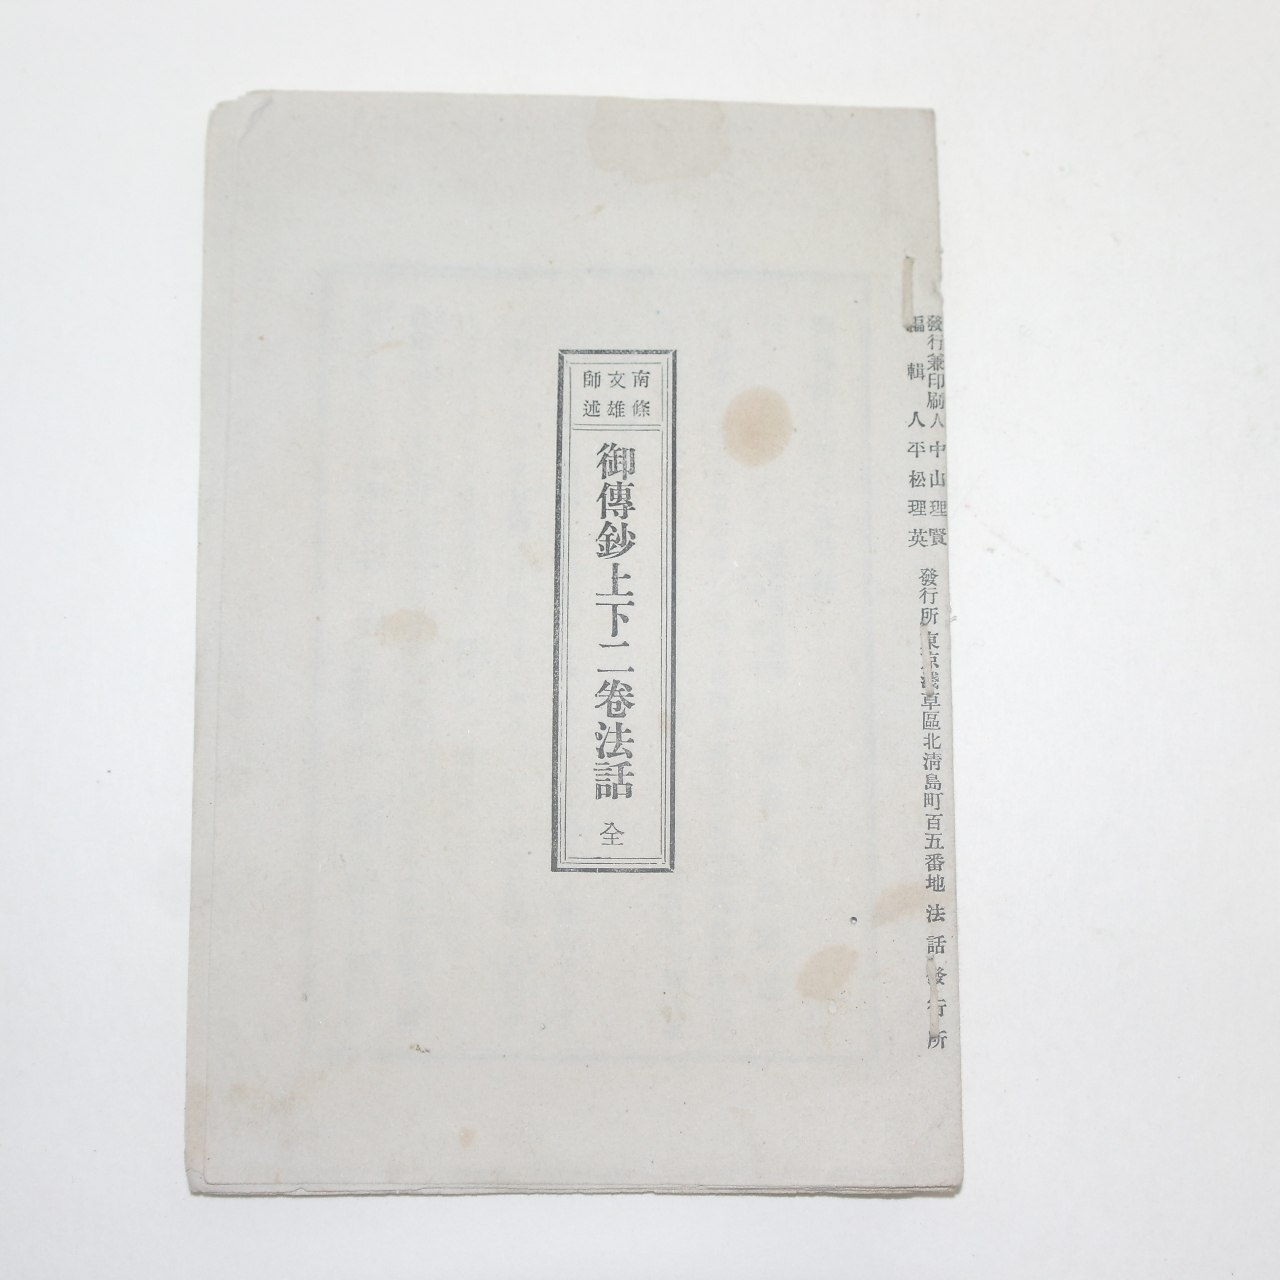 發行兼印刷人 中山理賢
編輯人 平松理英
發行所 東京淺草區北清島町百五番地 法話發行所
南條
文雄
師述
御傳鈔上下二卷法話 全